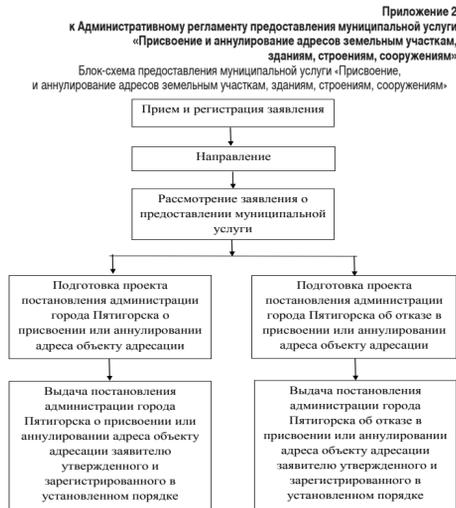 Приложение 2
к Административному регламенту предоставления муниципальной услуги
«Присвоение и аннулирование адресов земельным участкам,
зданиям, строениям, сооружениям»
Блок-схема предоставления муниципальной услуги «Присвоение,
и аннулирование адресов земельным участкам, зданиям, строениям, сооружениям»
Прием и регистрация заявления
Направление
Рассмотрение заявления о
предоставлении муниципальной
услуги
Подготовка проекта
постановления администрации
города Пятигорска о
присвоении или аннулировании
адреса объекту адресации
Подготовка проекта
постановления администрации
города Пятигорска об отказе в
присвоении или аннулировании
адреса объекту адресации
Выдача постановления
администрации города
Пятигорска о присвоении или
аннулировании адреса объекту
адресации заявителю
утвержденного и
зарегистрированного в
установленном порядке
Выдача постановления
администрации города
Пятигорска об отказе в
присвоении или аннулировании
адреса объекту адресации
заявителю утвержденного и
зарегистрированного в
установленном порядке